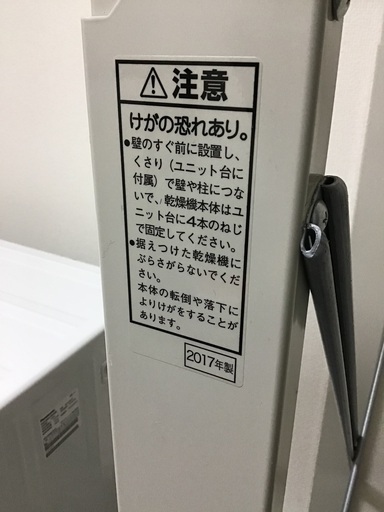 ⚠注意
けがの恐れあり。
●壁のすぐ前に設置し、
くさり（ユニット台に
付属）で壁や柱につな
いで、乾燥機本体はユ
ニット台に4本のねじ
で固定してください。
●据えつけた乾燥機に
ぶらさがらないでくだ
さい。
本体の転倒や落下に
よりけがをすることが
あります。
2017年製